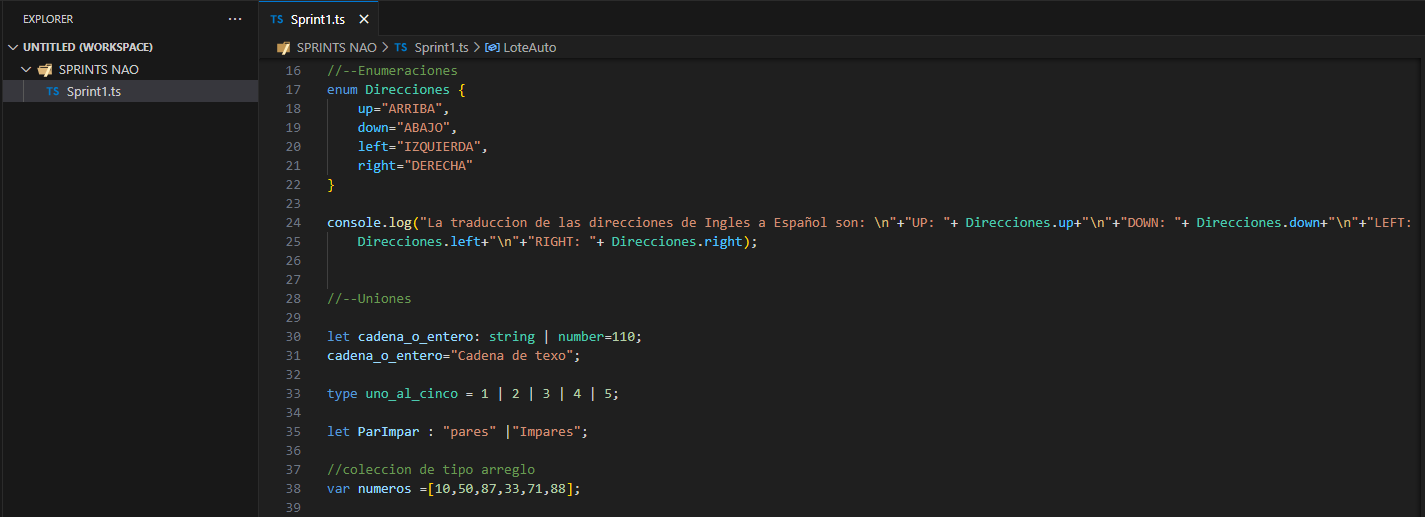 EXPLORER ...
UNTITLED (WORKSPACE)
SPRINTS NAO
TS Sprint1.ts
TS Sprint1.ts ×
SPRINTS NAO > TS Sprint1.ts > LoteAuto
16 //--Enumeraciones
17 enum Direcciones {
18 up="ARRIBA",
19 down="ABAJO",
20 left="IZQUIERDA",
21 right="DERECHA"
22 }
23
24 console.log("La traduccion de las direcciones de Ingles a Español son: \n"+"UP: "+ Direcciones.up+"\n"+"DOWN: "+ Direcciones.down+"\n"+"LEFT:
25 Direcciones.left+"\n"+"RIGHT: "+ Direcciones.right);
26
27
28 //--Uniones
29
30 let cadena_o_entero: string | number=110;
31 cadena_o_entero="Cadena de texo";
32
33 type uno_al_cinco = 1 | 2 | 3 | 4 | 5;
34
35 let ParImpar : "pares" |"Impares";
36
37 //coleccion de tipo arreglo
38 var numeros =[10,50,87,33,71,88];
39